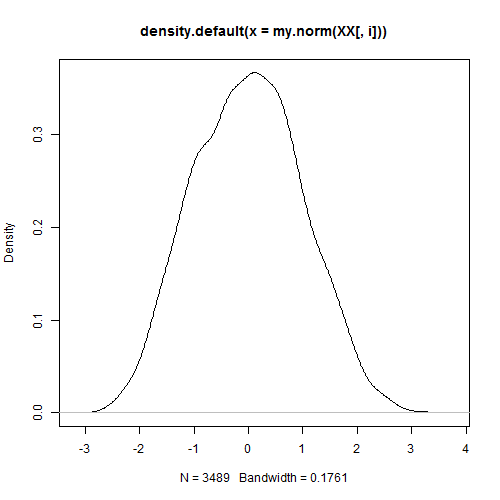 density.default(x = my.norm(XX[, i]))
Density
0.0
0.1
0.2
0.3
-3 -2 -1 0 1 2 3 4
N = 3489 Bandwidth = 0.1761